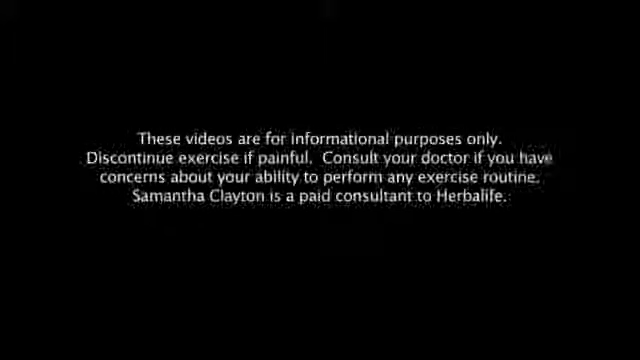 These videos are for informational purposes only.
Discontinue exercise if painful. Consult your doctor if you have
concerns about your ability to perform any exercise routine.
Samantha Clayton is a paid consultant to Herbalife.